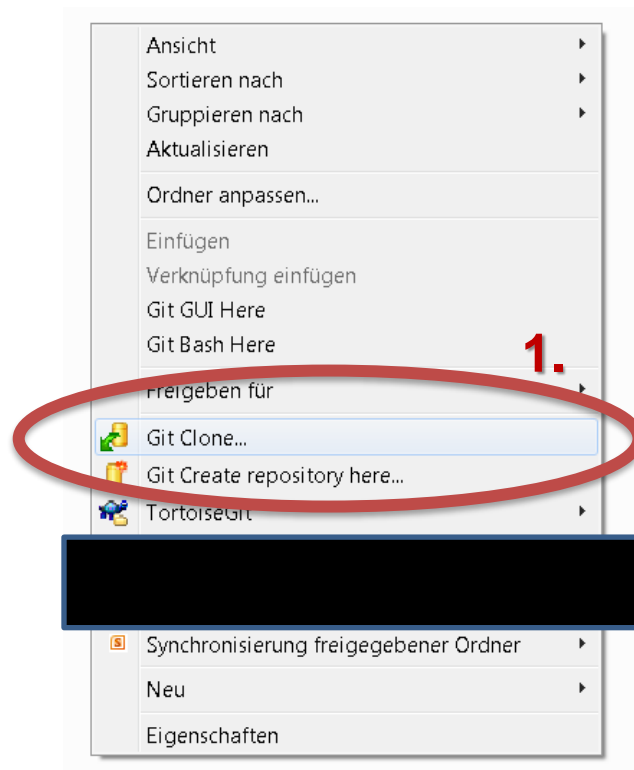 Ansicht
Sortieren nach
Gruppieren nach
Aktualisieren
Ordner anpassen...
Einfügen
Verknüpfung einfügen
Git GUI Here
Git Bash Here
1.
Freigeben für
Git Clone...
Git Create repository here...
TortoiseGit
S
Synchronisierung freigegebener Ordner
Neu
Eigenschaften